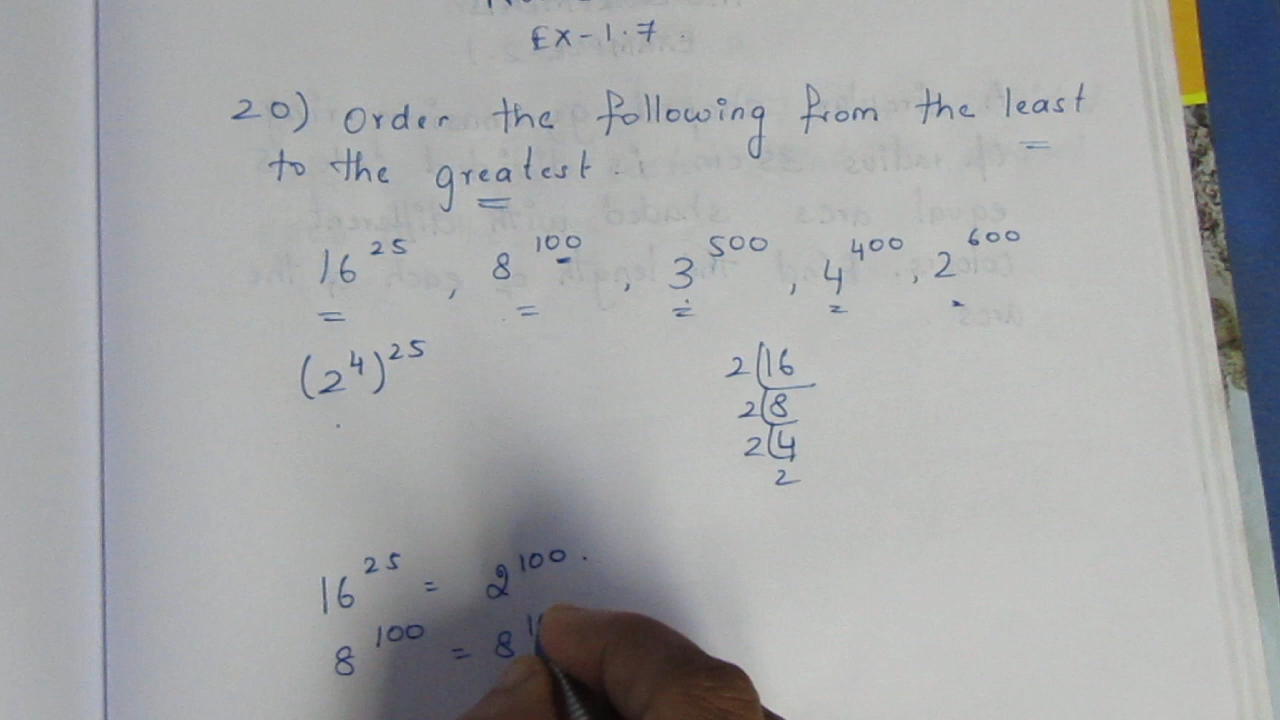 EX-1.7
20) Order the following from the least
to the greatest.
16^25, 8^100, 3^500, 4^400, 2^600
(2^4)^25
2 16
2 8
2 4
2
16^25 = 2^100.
8^100 = 8